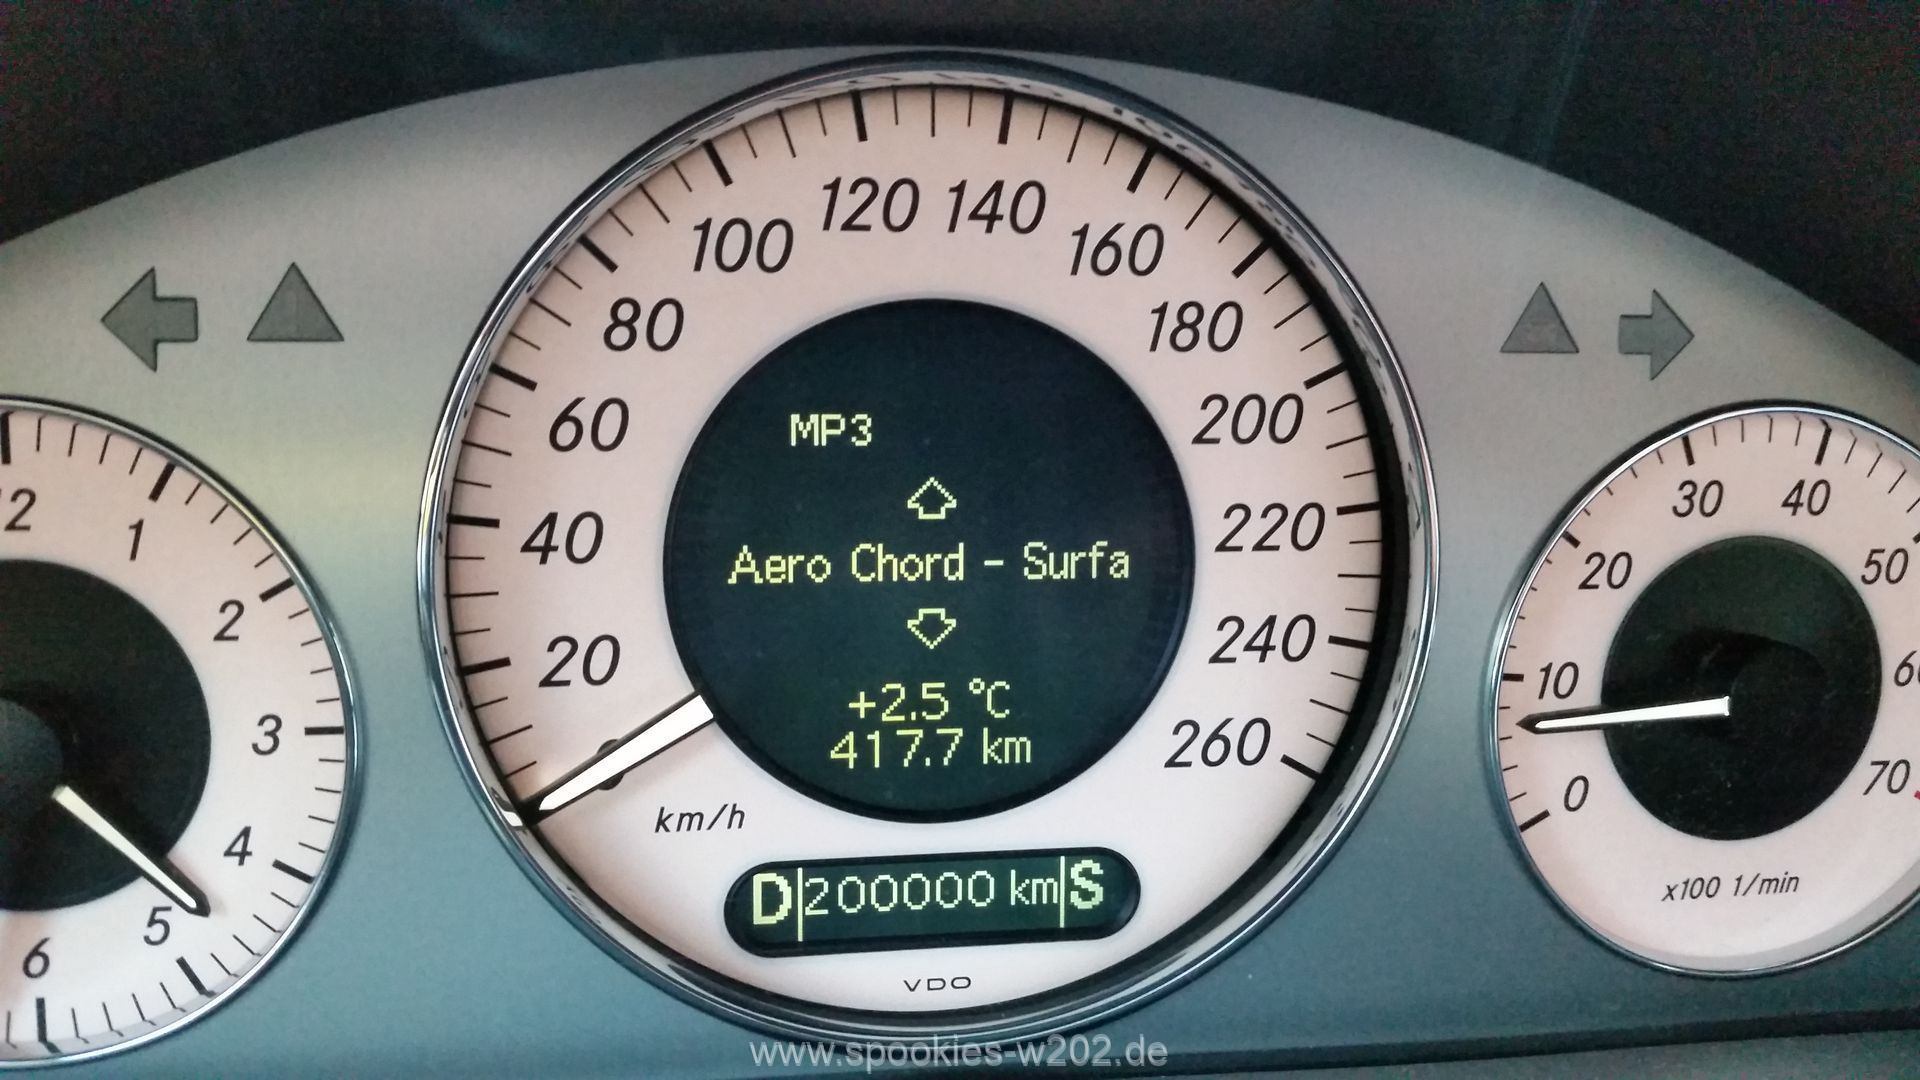 120 140
100 160
80 180
60 200
40 220
20 240
260
km/h
MP3
Aero Chord - Surfa
+2.5 °C
417.7 km
D 200000 km S
VDO
12
1
2
3
4
5
6
30 40
20 50
10
0 70
x100 1/min
www.spookies-w202.de